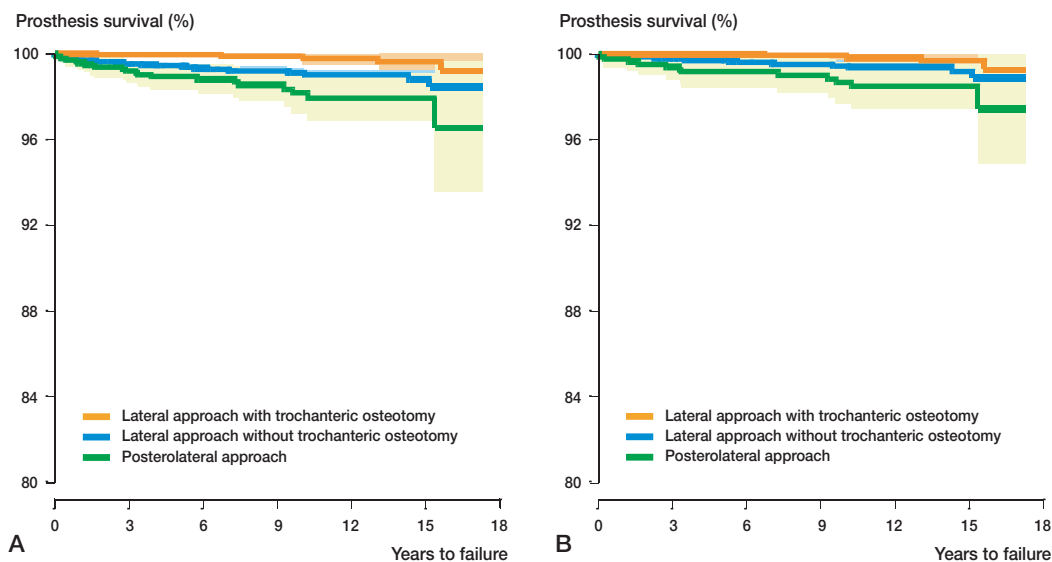 Prosthesis survival (%)
100
96
92
88
84
80
Lateral approach with trochanteric osteotomy
Lateral approach without trochanteric osteotomy
Posterolateral approach
0 3 6 9 12 15 18
Years to failure
A
Prosthesis survival (%)
100
96
92
88
84
80
Lateral approach with trochanteric osteotomy
Lateral approach without trochanteric osteotomy
Posterolateral approach
0 3 6 9 12 15 18
Years to failure
B